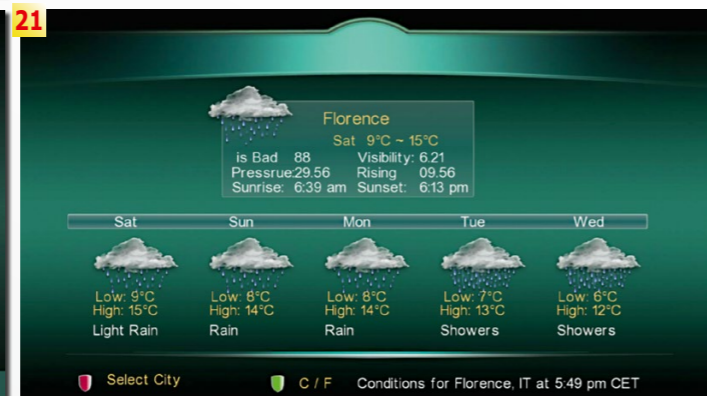 21
Florence
Sat 9°C ~ 15°C
is Bad 88 Visibility: 6.21
Pressrue:29.56 Rising 09.56
Sunrise: 6:39 am Sunset: 6:13 pm
Sat Sun Mon Tue Wed
Low: 9°C Low: 8°C Low: 8°C Low: 7°C Low: 6°C
High: 15°C High: 14°C High: 14°C High: 13°C High: 12°C
Light Rain Rain Rain Showers Showers
Select City C / F Conditions for Florence, IT at 5:49 pm CET